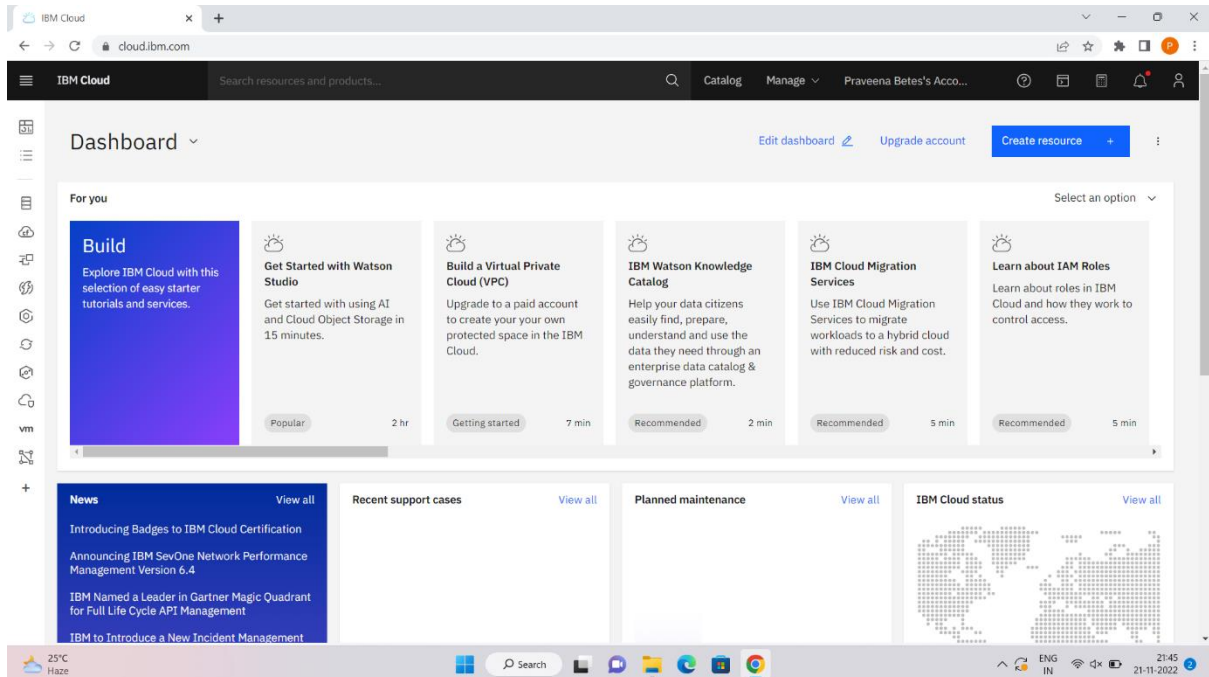 IBM Cloud
cloud.ibm.com
P
IBM Cloud
Search resources and products...
Catalog
Manage
Praveena Betes's Acco...
Dashboard
Edit dashboard
Upgrade account
Create resource +
For you
Select an option
Build
Explore IBM Cloud with this
selection of easy starter
tutorials and services.
Get Started with Watson
Studio
Get started with using AI
and Cloud Object Storage in
15 minutes.
Popular
2 hr
Build a Virtual Private
Cloud (VPC)
Upgrade to a paid account
to create your your own
protected space in the IBM
Cloud.
Getting started
7 min
IBM Watson Knowledge
Catalog
Help your data citizens
easily find, prepare,
understand and use the
data they need through an
enterprise data catalog &
governance platform.
Recommended
2 min
IBM Cloud Migration
Services
Use IBM Cloud Migration
Services to migrate
workloads to a hybrid cloud
with reduced risk and cost.
Recommended
5 min
Learn about IAM Roles
Learn about roles in IBM
Cloud and how they work to
control access.
Recommended
5 min
vm
News
View all
Introducing Badges to IBM Cloud Certification
Announcing IBM SevOne Network Performance
Management Version 6.4
IBM Named a Leader in Gartner Magic Quadrant
for Full Life Cycle API Management
IBM to Introduce a New Incident Management
Recent support cases
View all
Planned maintenance
View all
IBM Cloud status
View all
25°C
Haze
Search
ENG
IN
21:45
21-11-2022
2